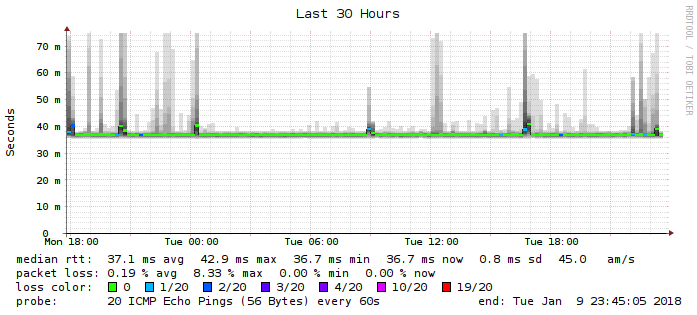 Last 30 Hours
RRDTOOL / TOBI OETIKER
Seconds
70 m
60 m
50 m
40 m
30 m
20 m
10 m
0
Mon 18:00 Tue 00:00 Tue 06:00 Tue 12:00 Tue 18:00
median rtt: 37.1 ms avg 42.9 ms max 36.7 ms min 36.7 ms now 0.8 ms sd 45.0 am/s
packet loss: 0.19 % avg 8.33 % max 0.00 % min 0.00 % now
loss color: 0 1/20 2/20 3/20 4/20 10/20 19/20
probe: 20 ICMP Echo Pings (56 Bytes) every 60s end: Tue Jan 9 23:45:05 2018